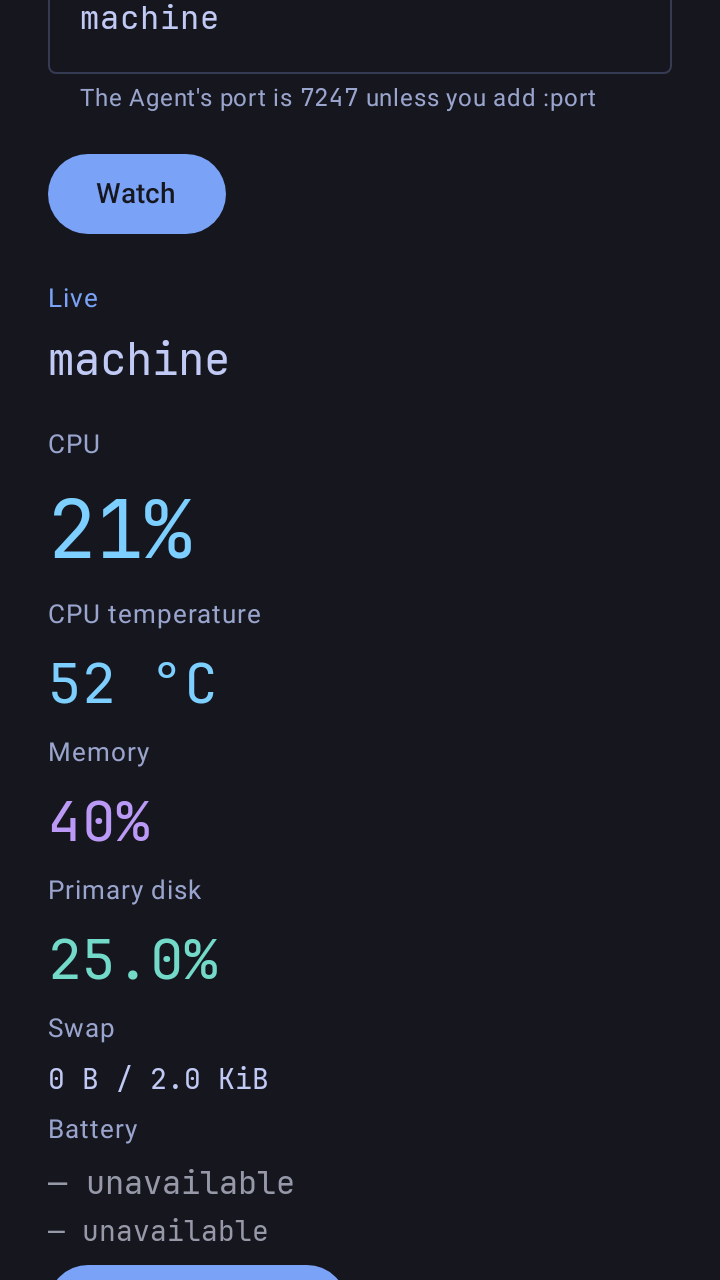 machine
The Agent's port is 7247 unless you add :port
Watch
Live
machine
CPU
21%
CPU temperature
52 °C
Memory
40%
Primary disk
25.0%
Swap
0 B / 2.0 KiB
Battery
— unavailable
— unavailable